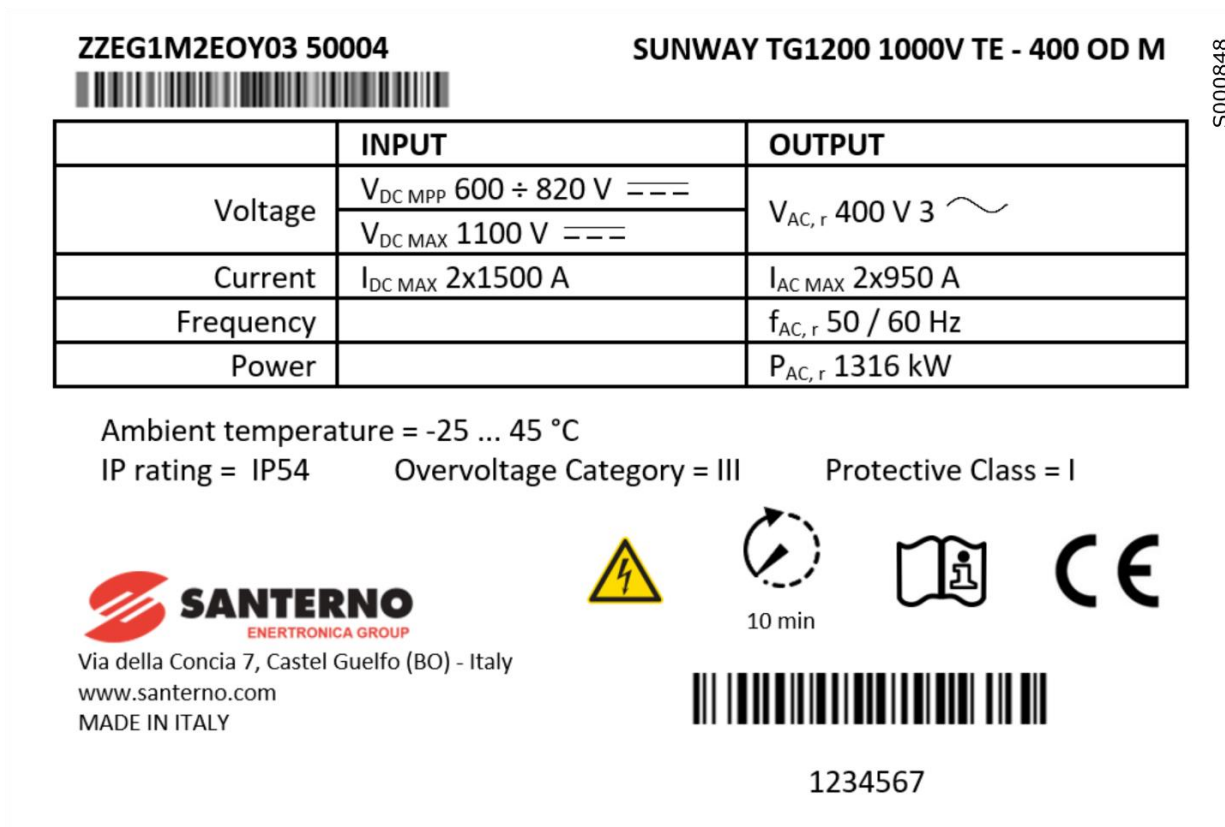 ZZEG1M2EOY03 50004
SUNWAY TG1200 1000V TE - 400 OD M
S000848
INPUT OUTPUT
Voltage VDC MPP 600 ÷ 820 V VAC, r 400 V 3
VDC MAX 1100 V
Current IDC MAX 2x1500 A IAC MAX 2x950 A
Frequency fAC, r 50 / 60 Hz
Power PAC, r 1316 kW
Ambient temperature = -25 ... 45 °C
IP rating = IP54 Overvoltage Category = III Protective Class = I
10 min
CE
SANTERNO
ENERTRONICA GROUP
Via della Concia 7, Castel Guelfo (BO) - Italy
www.santerno.com
MADE IN ITALY
1234567